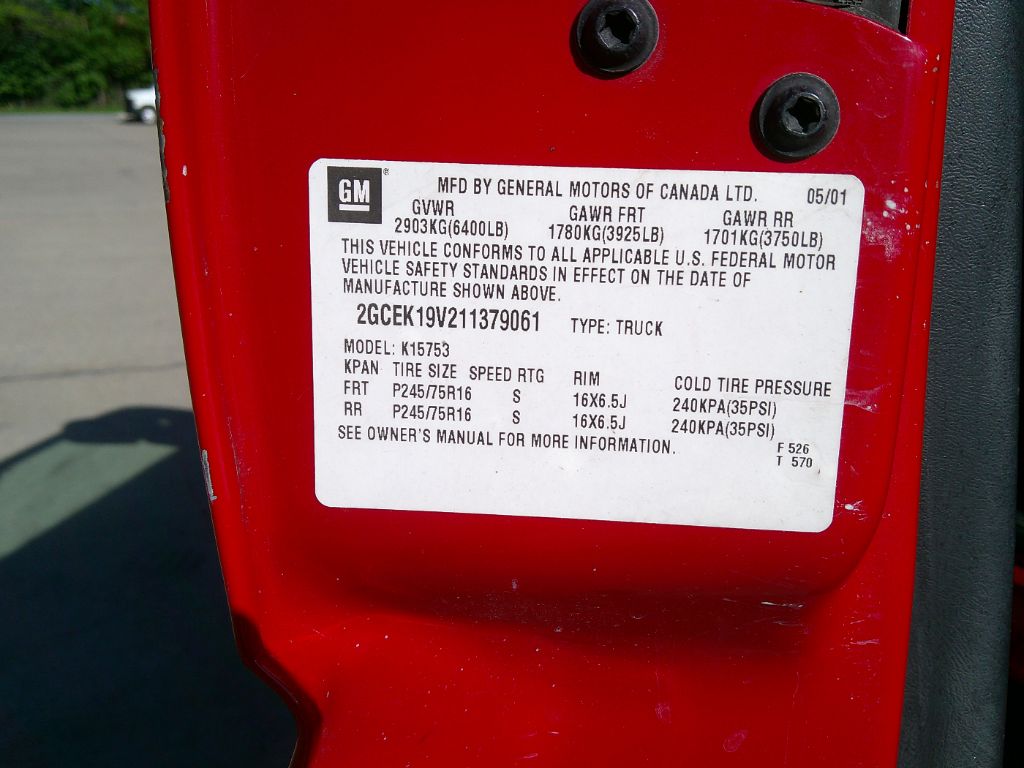 GM® MFD BY GENERAL MOTORS OF CANADA LTD. 05/01
GVWR GAWR FRT GAWR RR
2903KG(6400LB) 1780KG(3925LB) 1701KG(3750LB)
THIS VEHICLE CONFORMS TO ALL APPLICABLE U.S. FEDERAL MOTOR
VEHICLE SAFETY STANDARDS IN EFFECT ON THE DATE OF
MANUFACTURE SHOWN ABOVE.
2GCEK19V211379061 TYPE: TRUCK
MODEL: K15753
KPAN TIRE SIZE SPEED RTG RIM COLD TIRE PRESSURE
FRT P245/75R16 S 16X6.5J 240KPA(35PSI)
RR P245/75R16 S 16X6.5J 240KPA(35PSI)
SEE OWNER'S MANUAL FOR MORE INFORMATION. F 526
T 570